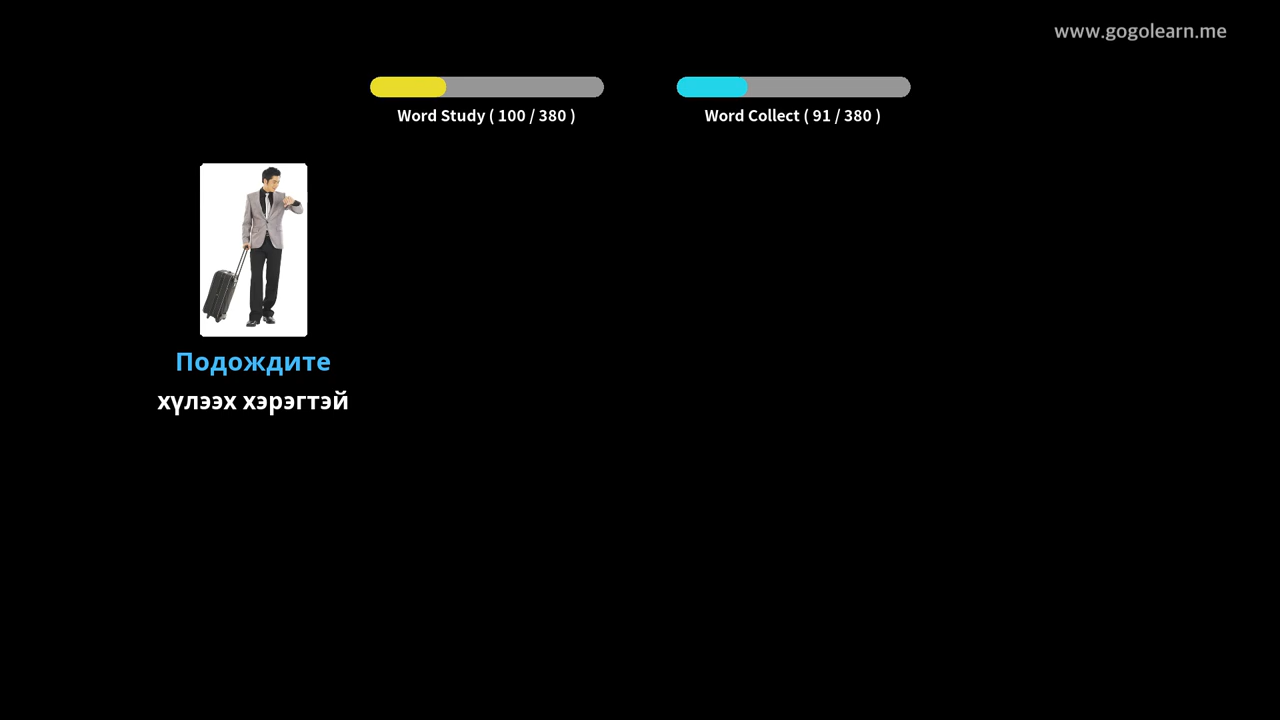 www.gogolearn.me
Word Study ( 100 / 380 )
Word Collect ( 91 / 380 )
Подождите
хүлээх хэрэгтэй